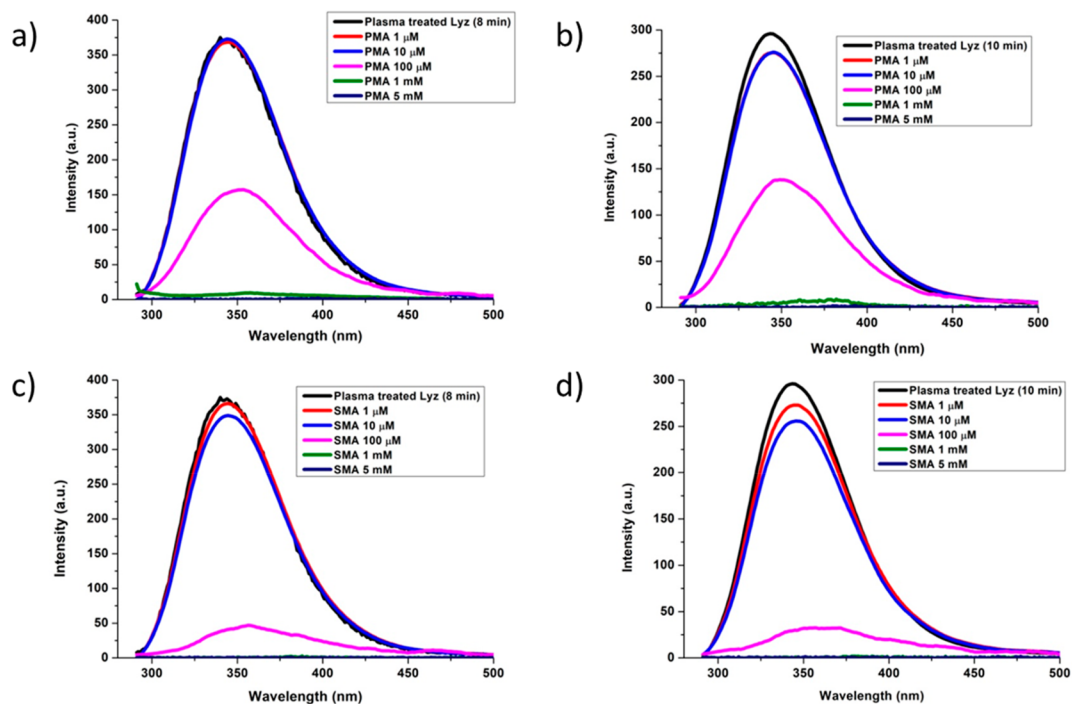 a)
400
350
300
250
200
150
100
50
0
Intensity (a.u.)
300 350 400 450 500
Wavelength (nm)
Plasma treated Lyz (8 min)
PMA 1 μM
PMA 10 μM
PMA 100 μM
PMA 1 mM
PMA 5 mM
b)
300
250
200
150
100
50
0
Intensity (a.u.)
300 350 400 450 500
Wavelength (nm)
Plasma treated Lyz (10 min)
PMA 1 μM
PMA 10 μM
PMA 100 μM
PMA 1 mM
PMA 5 mM
c)
400
350
300
250
200
150
100
50
0
Intensity (a.u.)
300 350 400 450 500
Wavelength (nm)
Plasma treated Lyz (8 min)
SMA 1 μM
SMA 10 μM
SMA 100 μM
SMA 1 mM
SMA 5 mM
d)
300
250
200
150
100
50
0
Intensity (a.u.)
300 350 400 450 500
Wavelength (nm)
Plasma treated Lyz (10 min)
SMA 1 μM
SMA 10 μM
SMA 100 μM
SMA 1 mM
SMA 5 mM